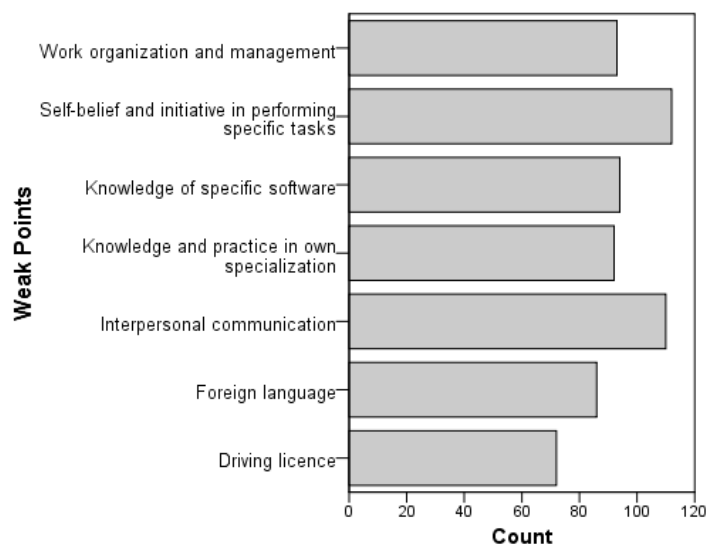 Work organization and management
Self-belief and initiative in performing
specific tasks
Knowledge of specific software
Knowledge and practice in own
specialization
Interpersonal communication
Foreign language
Driving licence
Weak Points
0 20 40 60 80 100 120
Count